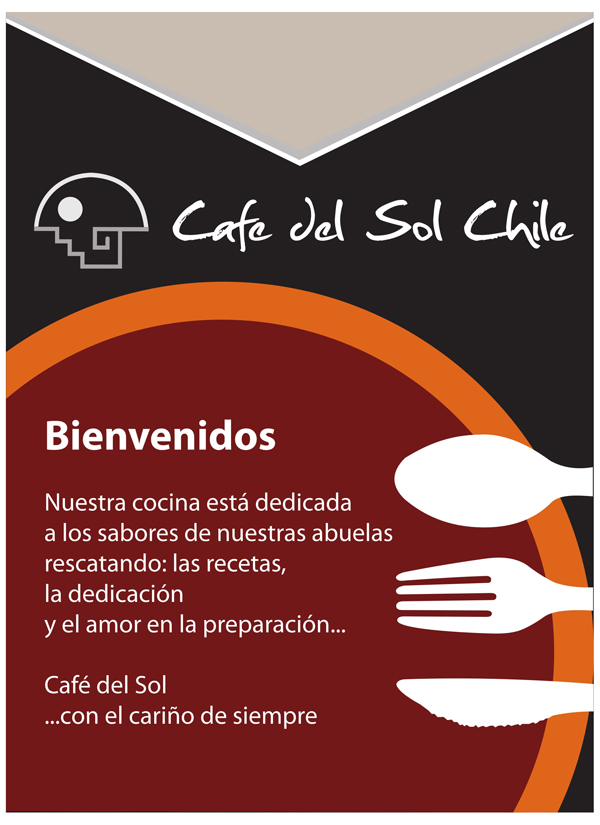 Cafe del Sol Chile
Bienvenidos
Nuestra cocina está dedicada
a los sabores de nuestras abuelas
rescatando: las recetas,
la dedicación
y el amor en la preparación...
Café del Sol
...con el cariño de siempre